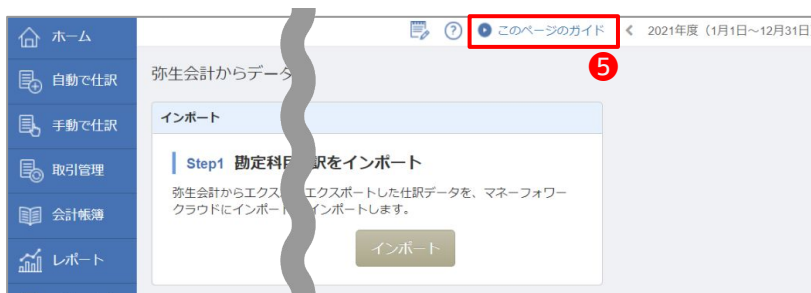 ホーム
自動で仕訳
手動で仕訳
取引管理
会計帳簿
レポート
? このページのガイド 2021年度（1月1日～12月31日
5
弥生会計からデータ
インポート
Step1 勘定科目 訳をインポート
弥生会計からエクス エクスポートした仕訳データを、マネーフォワー
クラウドにインポート インポートします。
インポート